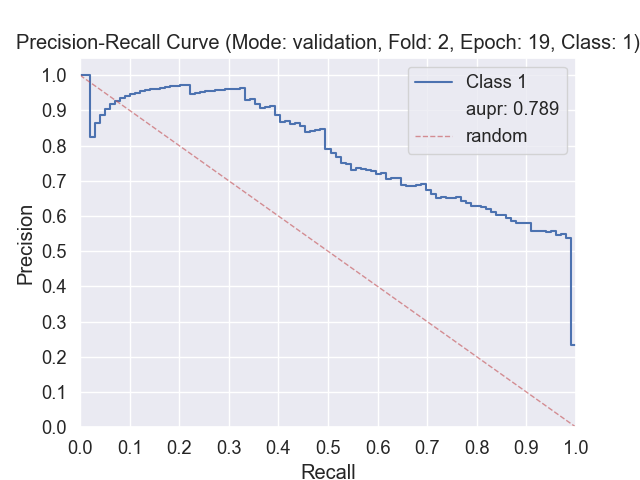 Precision-Recall Curve (Mode: validation, Fold: 2, Epoch: 19, Class: 1)
Class 1
aupr: 0.789
random
Precision
1.0
0.9
0.8
0.7
0.6
0.5
0.4
0.3
0.2
0.1
0.0
0.0 0.1 0.2 0.3 0.4 0.5 0.6 0.7 0.8 0.9 1.0
Recall